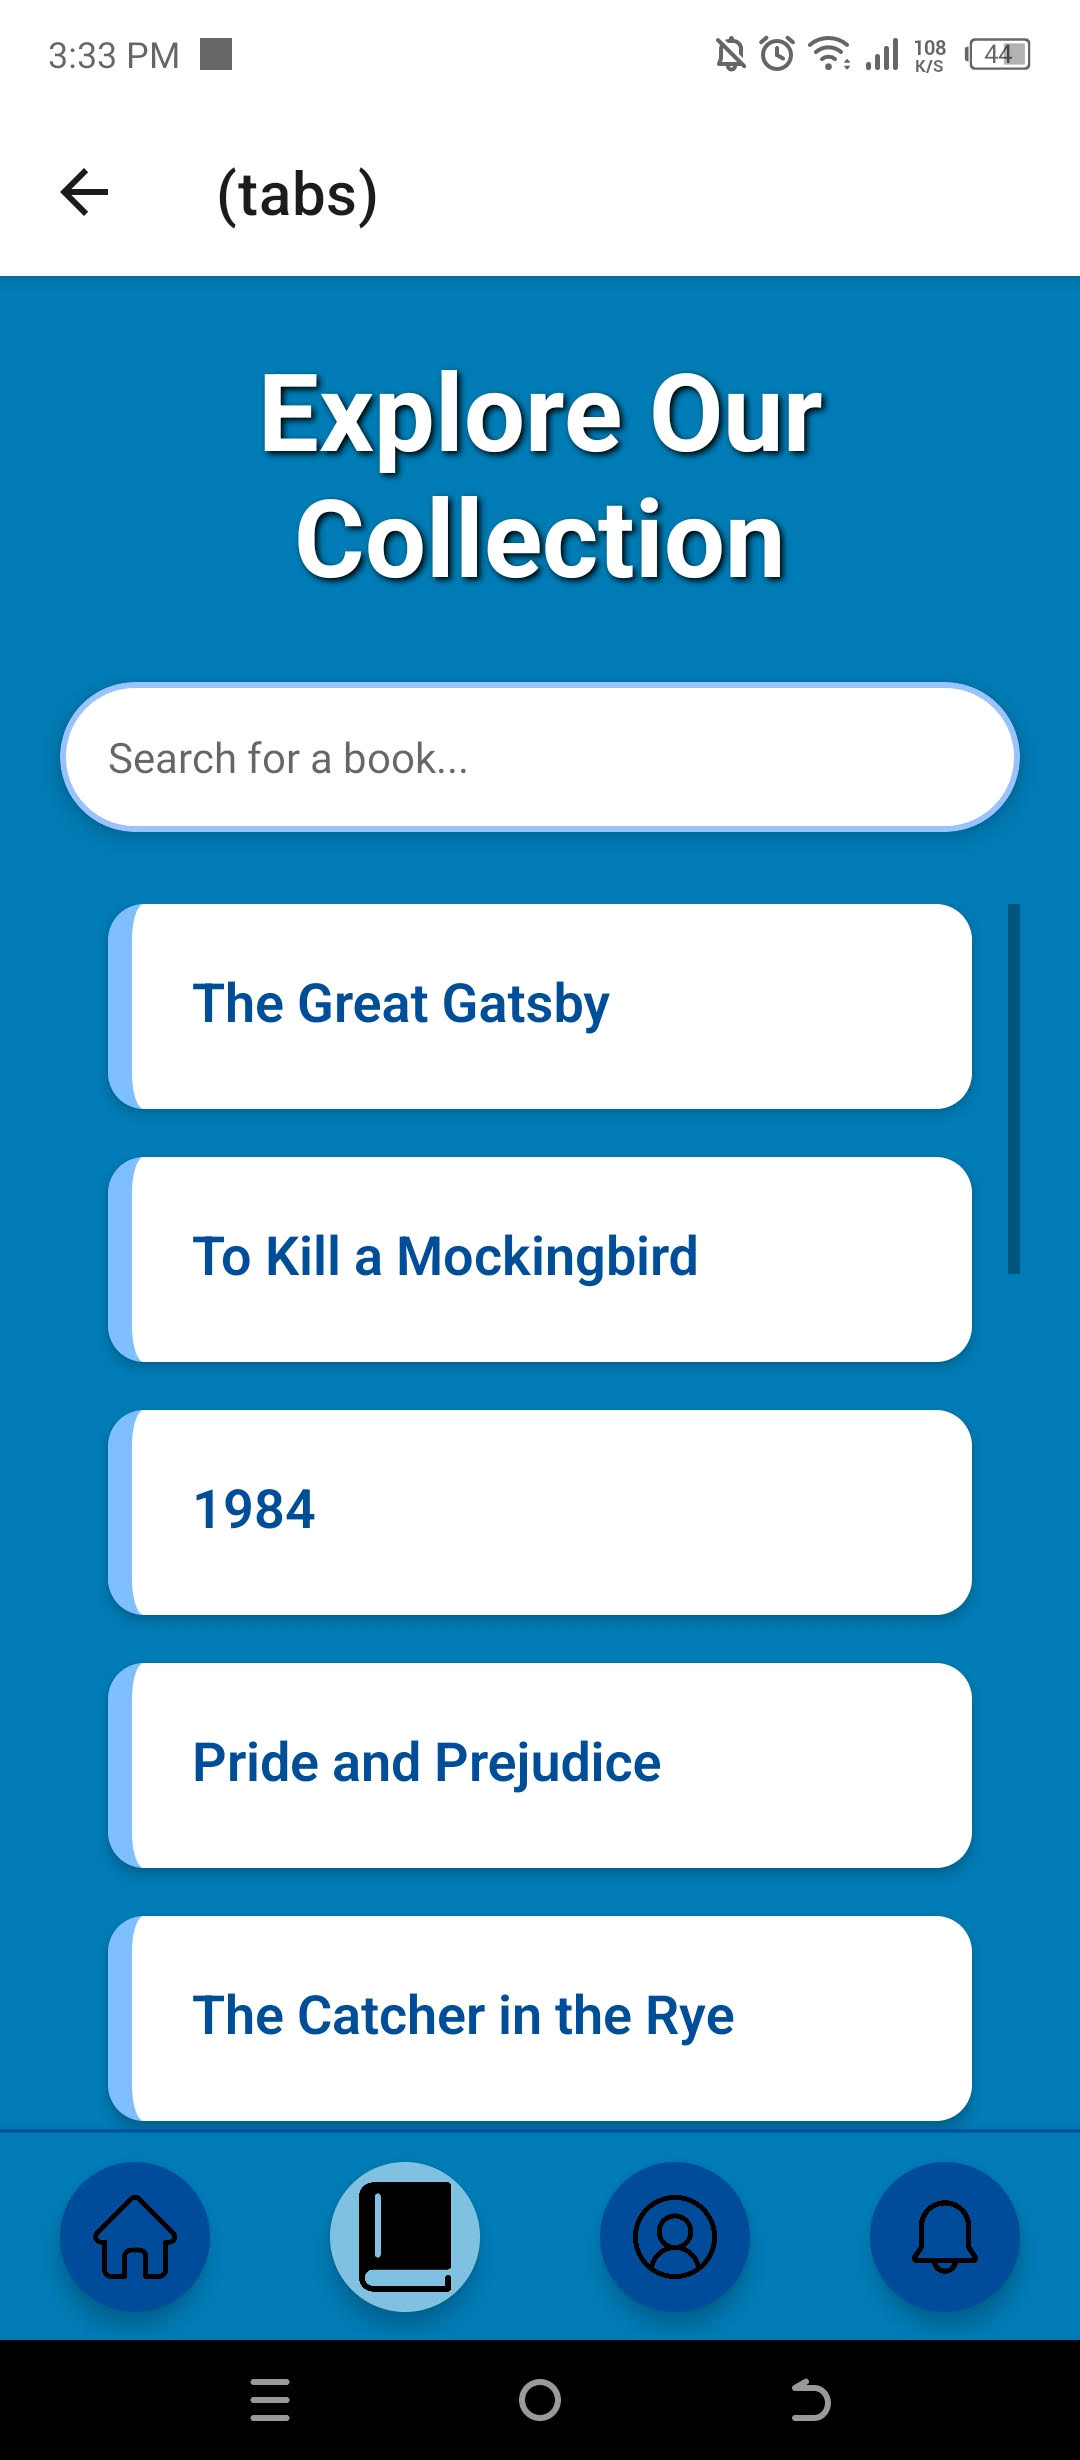 3:33 PM
108
K/S
44
(tabs)
Explore Our
Collection
Search for a book...
The Great Gatsby
To Kill a Mockingbird
1984
Pride and Prejudice
The Catcher in the Rye